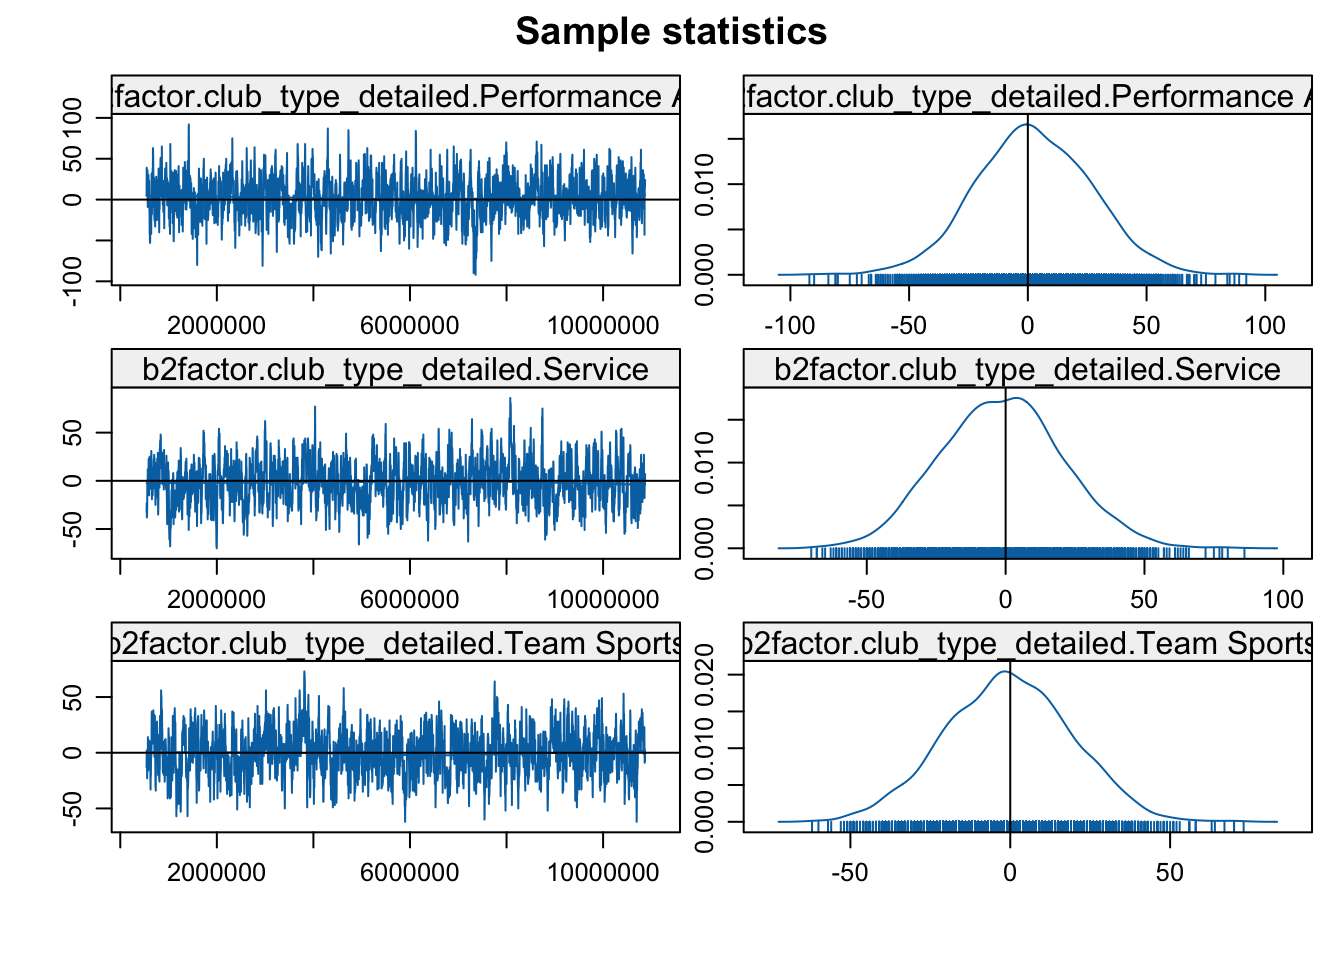 Sample statistics
factor.club_type_detailed.Performance A
factor.club_type_detailed.Performance A
-100 0 50 100
2000000 6000000 10000000
0.000 0.010
-100 -50 0 50 100
b2factor.club_type_detailed.Service
b2factor.club_type_detailed.Service
-50 0 50
2000000 6000000 10000000
0.000 0.010
-50 0 50 100
b2factor.club_type_detailed.Team Sports
b2factor.club_type_detailed.Team Sports
-50 0 50
2000000 6000000 10000000
0.000 0.010 0.020
-50 0 50